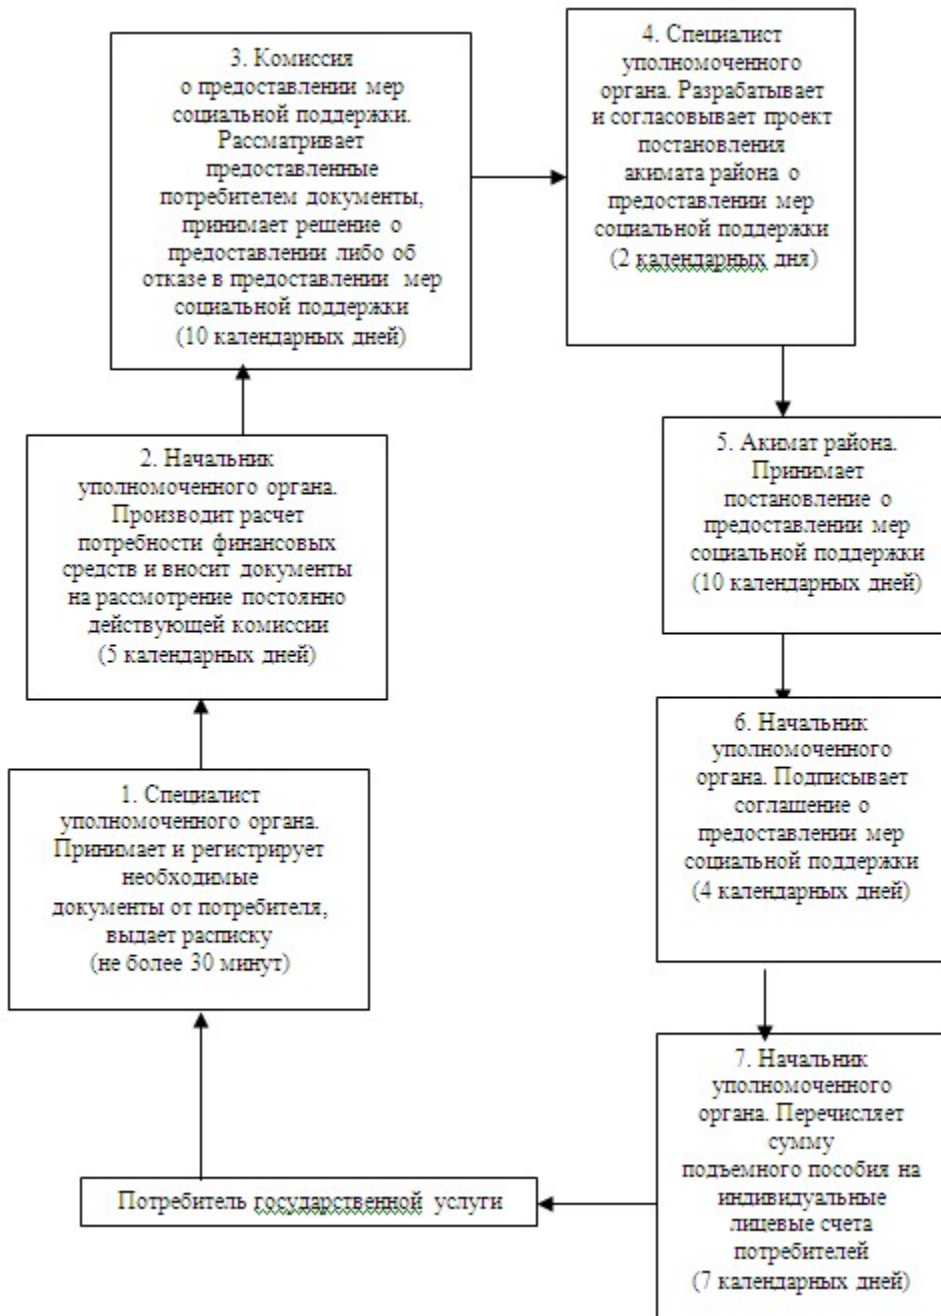 3. Комиссия
о предоставлении мер
социальной поддержки.
Рассматривает
предоставленные
потребителем документы,
принимает решение о
предоставлении либо об
отказе в предоставлении мер
социальной поддержки
(10 календарных дней)
4. Специалист
уполномоченного
органа. Разрабатывает
и согласовывает проект
постановления
акимата района о
предоставлении мер
социальной поддержки
(2 календарных дня)
2. Начальник
уполномоченного органа.
Производит расчет
потребности финансовых
средств и вносит документы
на рассмотрение постоянно
действующей комиссии
(5 календарных дней)
5. Акимат района.
Принимает
постановление о
предоставлении мер
социальной поддержки
(10 календарных дней)
1. Специалист
уполномоченного органа.
Принимает и регистрирует
необходимые
документы от потребителя,
выдает расписку
(не более 30 минут)
6. Начальник
уполномоченного
органа. Подписывает
соглашение о
предоставлении мер
социальной поддержки
(4 календарных дней)
7. Начальник
уполномоченного
органа. Перечисляет
сумму
подъемного пособия на
индивидуальные
лицевые счета
потребителей
(7 календарных дней)
Потребитель государственной услуги